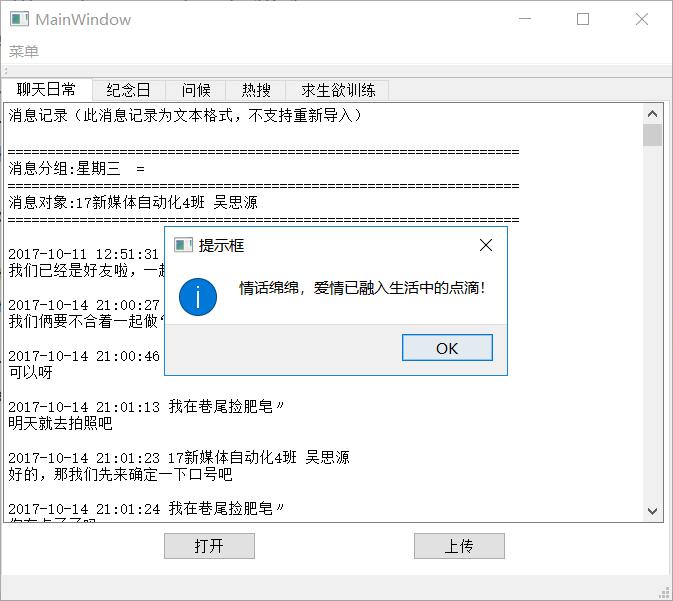 MainWindow
菜单
聊天日常 纪念日 问候 热搜 求生欲训练
消息记录（此消息记录为文本格式，不支持重新导入）
================================================================
消息分组:星期三 =
================================================================
消息对象:17新媒体自动化4班 吴思源
================================================================
2017-10-11 12:51:31
我们已经是好友啦，一起
2017-10-14 21:00:27
我们俩要不合着一起做
2017-10-14 21:00:46
可以呀
提示框
情话绵绵，爱情已融入生活中的点滴！
OK
2017-10-14 21:01:13 我在巷尾捡肥皂〃
明天就去拍照吧
2017-10-14 21:01:23 17新媒体自动化4班 吴思源
好的，那我们先来确定一下口号吧
2017-10-14 21:01:24 我在巷尾捡肥皂〃
打开 上传